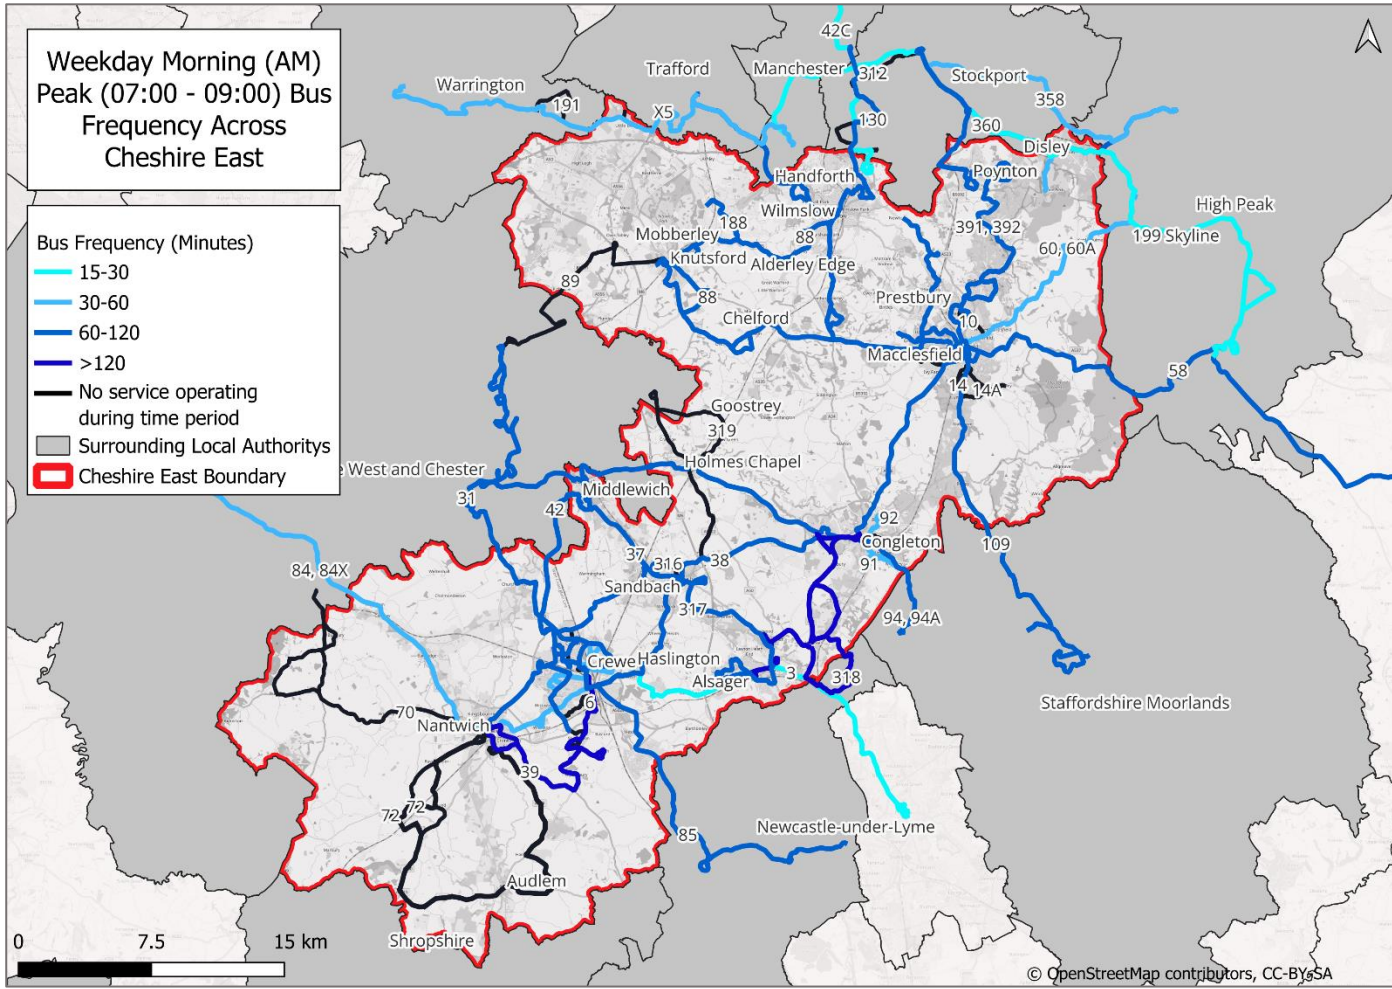 Weekday Morning (AM)
Peak (07:00 - 09:00) Bus
Frequency Across
Cheshire East
Bus Frequency (Minutes)
15-30
30-60
60-120
>120
No service operating
during time period
Surrounding Local Authoritys
Cheshire East Boundary
42C
Warrington
Trafford
Manchester
312
Stockport
191
X5
358
130
360
Disley
Handforth
Poynton
Wilmslow
High Peak
188
391, 392
Mobberley
88
60, 60A
199 Skyline
Knutsford
Alderley Edge
89
88
Prestbury
Chelford
10
Macclesfield
58
14
14A
Goostrey
319
Holmes Chapel
e West and Chester
Middlewich
31
42
92
Congleton
109
37
316
38
91
84, 84X
Sandbach
317
94, 94A
Crewe
Haslington
Alsager
3
318
6
Staffordshire Moorlands
70
Nantwich
39
72
72
Newcastle-under-Lyme
85
Audlem
Shropshire
0
7.5
15 km
© OpenStreetMap contributors, CC-BY-SA